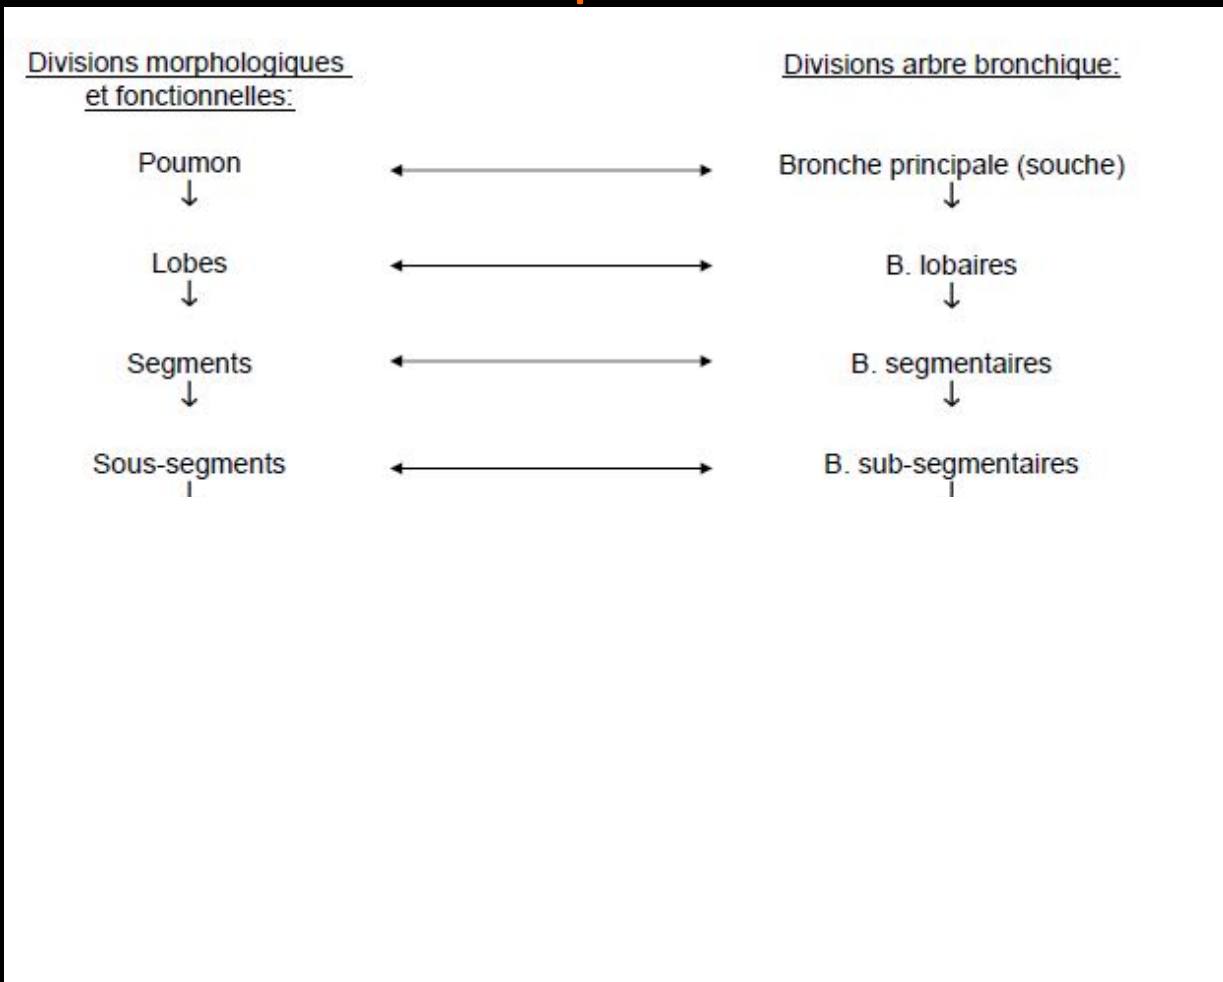 Divisions morphologiques
et fonctionnelles:
Divisions arbre bronchique:
Poumon
Bronche principale (souche)
Lobes
B. lobaires
Segments
B. segmentaires
Sous-segments
B. sub-segmentaires